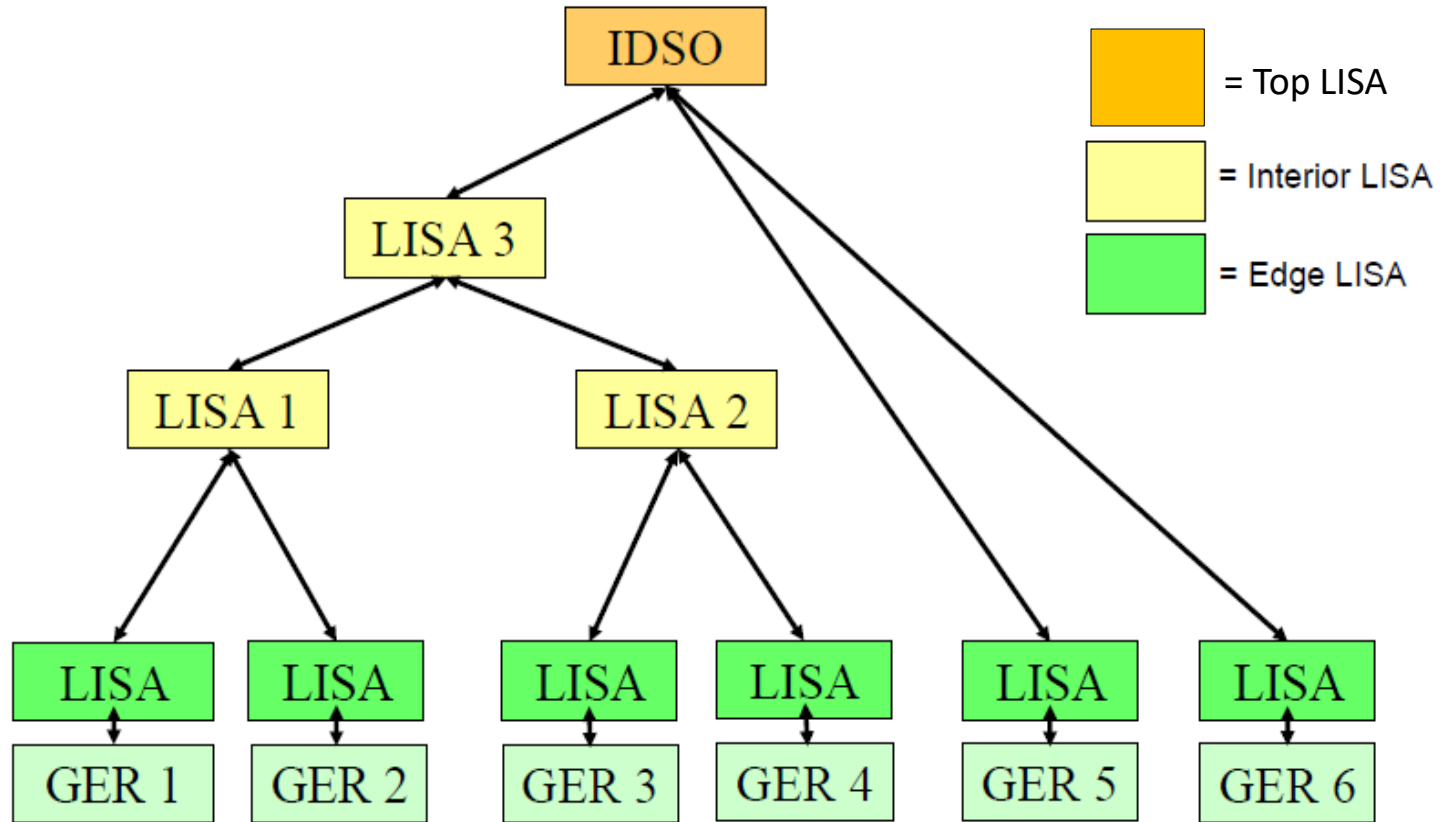 IDSO
= Top LISA
= Interior LISA
= Edge LISA
LISA 3
LISA 1
LISA 2
LISA
LISA
LISA
LISA
LISA
LISA
GER 1
GER 2
GER 3
GER 4
GER 5
GER 6